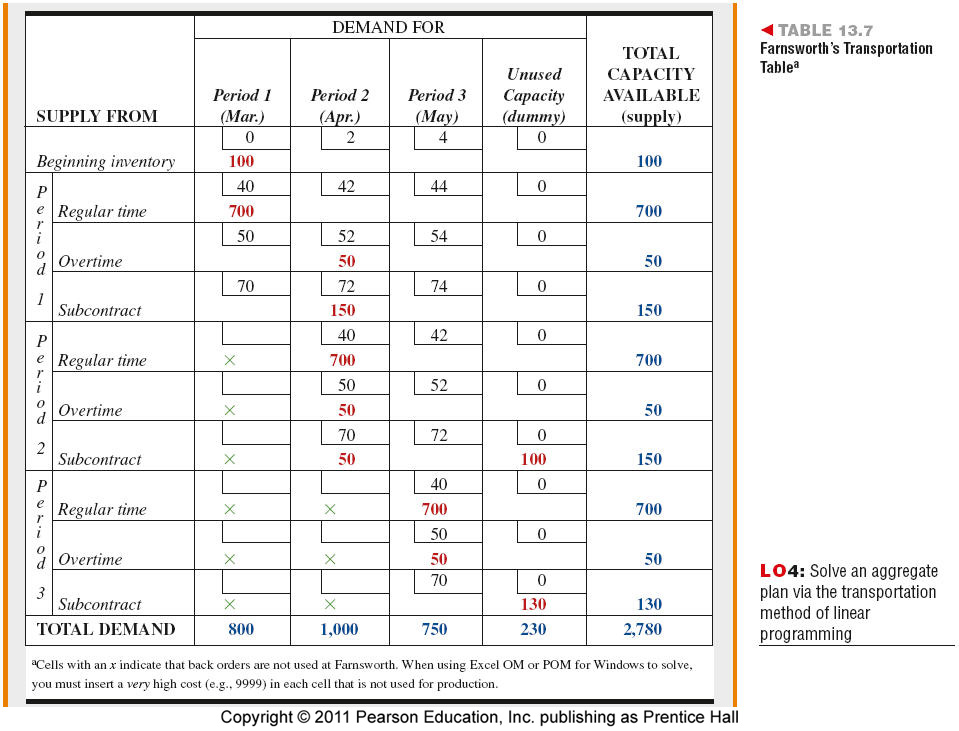 DEMAND FOR
SUPPLY FROM Period 1 (Mar.) Period 2 (Apr.) Period 3 (May) Unused Capacity (dummy) TOTAL CAPACITY AVAILABLE (supply)
0 2 4 0
Beginning inventory 100 100
Period 1
40 42 44 0
Regular time 700 700
50 52 54 0
Overtime 50 50
70 72 74 0
Subcontract 150 150
Period 2
40 42 0
Regular time × 700 700
50 52 0
Overtime × 50 50
70 72 0
Subcontract × 50 100 150
Period 3
40 0
Regular time × × 700 700
50 0
Overtime × × 50 50
70 0
Subcontract × × 130 130
TOTAL DEMAND 800 1,000 750 230 2,780
aCells with an x indicate that back orders are not used at Farnsworth. When using Excel OM or POM for Windows to solve,
you must insert a very high cost (e.g., 9999) in each cell that is not used for production.
◄ TABLE 13.7
Farnsworth's Transportation
Tablea
LO4: Solve an aggregate
plan via the transportation
method of linear
programming
Copyright © 2011 Pearson Education, Inc. publishing as Prentice Hall